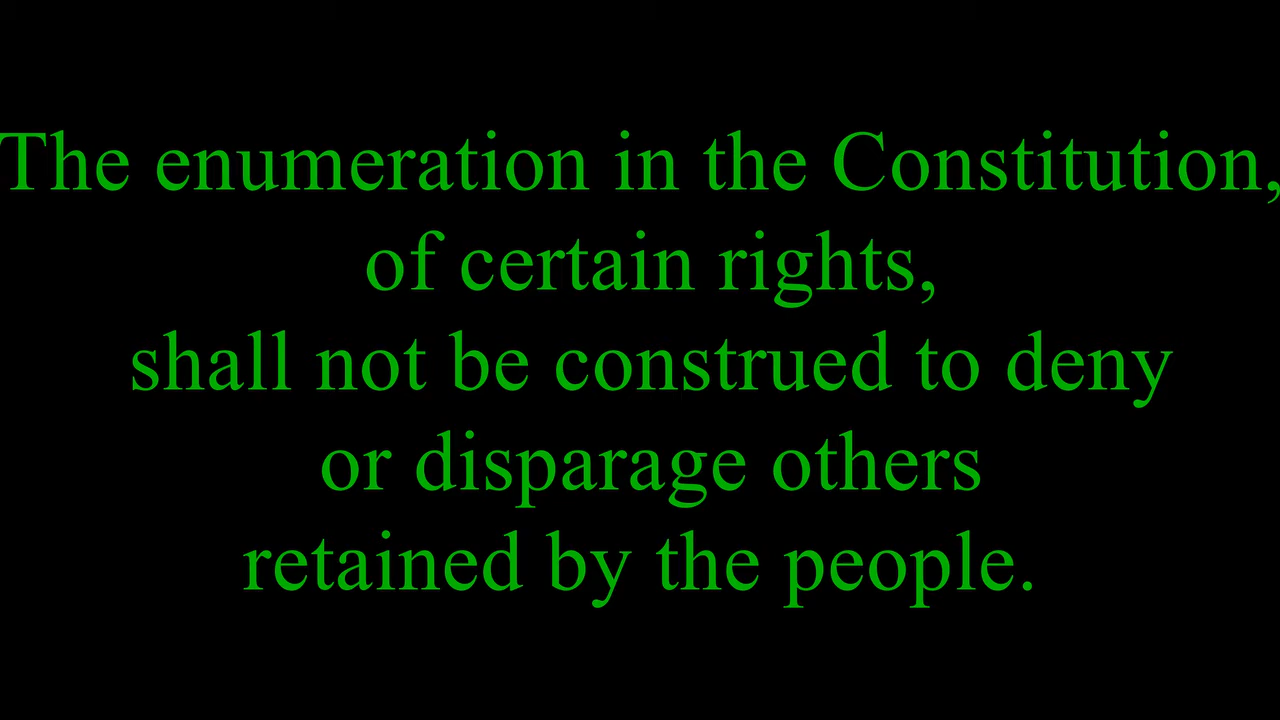 The enumeration in the Constitution,
of certain rights,
shall not be construed to deny
or disparage others
retained by the people.